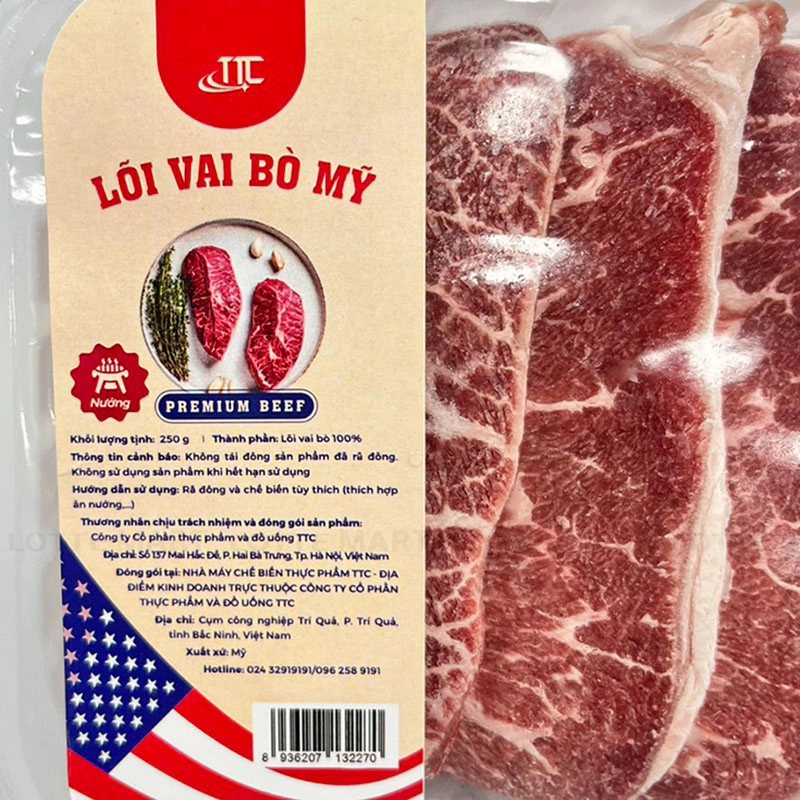 TTC
LÕI VAI BÒ MỸ
Nướng
PREMIUM BEEF
Khối lượng tịnh: 250 g | Thành phần: Lõi vai bò 100%
Thông tin cảnh báo: Không tái đông sản phẩm đã rã đông.
Không sử dụng sản phẩm khi hết hạn sử dụng
Hướng dẫn sử dụng: Rã đông và chế biến tùy thích (thích hợp
ăn nướng,...)
Thương nhân chịu trách nhiệm và đóng gói sản phẩm:
Công ty Cổ phần thực phẩm và đồ uống TTC
Địa chỉ: Số 137 Mai Hắc Đế, P. Hai Bà Trưng, Tp. Hà Nội, Việt Nam
Đóng gói tại: NHÀ MÁY CHẾ BIẾN THỰC PHẨM TTC - ĐỊA
ĐIỂM KINH DOANH TRỰC THUỘC CÔNG TY CỔ PHẦN
THỰC PHẨM VÀ ĐỒ UỐNG TTC
Địa chỉ: Cụm công nghiệp Trí Quả, P. Trí Quả,
tỉnh Bắc Ninh, Việt Nam
Xuất xứ: Mỹ
Hotline: 024 32919191/096 258 9191
8 936207 132270